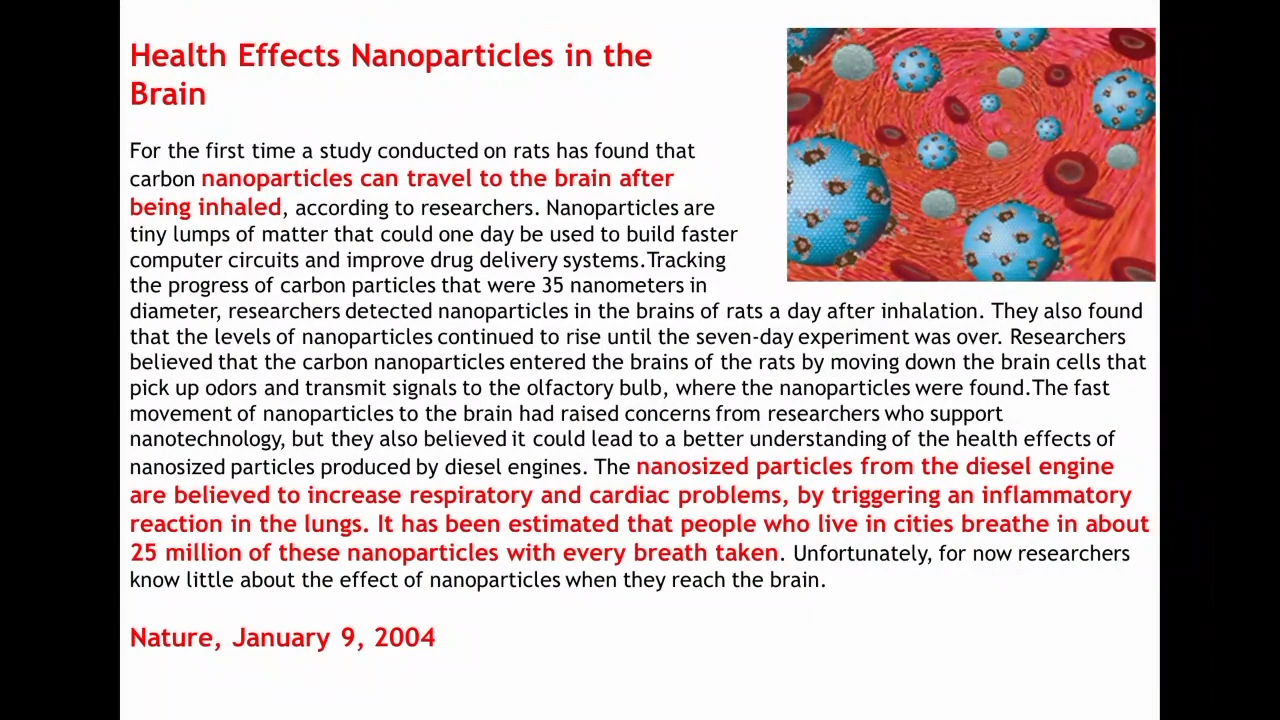 Health Effects Nanoparticles in the
Brain
For the first time a study conducted on rats has found that
carbon nanoparticles can travel to the brain after
being inhaled, according to researchers. Nanoparticles are
tiny lumps of matter that could one day be used to build faster
computer circuits and improve drug delivery systems.Tracking
the progress of carbon particles that were 35 nanometers in
diameter, researchers detected nanoparticles in the brains of rats a day after inhalation. They also found
that the levels of nanoparticles continued to rise until the seven-day experiment was over. Researchers
believed that the carbon nanoparticles entered the brains of the rats by moving down the brain cells that
pick up odors and transmit signals to the olfactory bulb, where the nanoparticles were found.The fast
movement of nanoparticles to the brain had raised concerns from researchers who support
nanotechnology, but they also believed it could lead to a better understanding of the health effects of
nanosized particles produced by diesel engines. The nanosized particles from the diesel engine
are believed to increase respiratory and cardiac problems, by triggering an inflammatory
reaction in the lungs. It has been estimated that people who live in cities breathe in about
25 million of these nanoparticles with every breath taken. Unfortunately, for now researchers
know little about the effect of nanoparticles when they reach the brain.
Nature, January 9, 2004